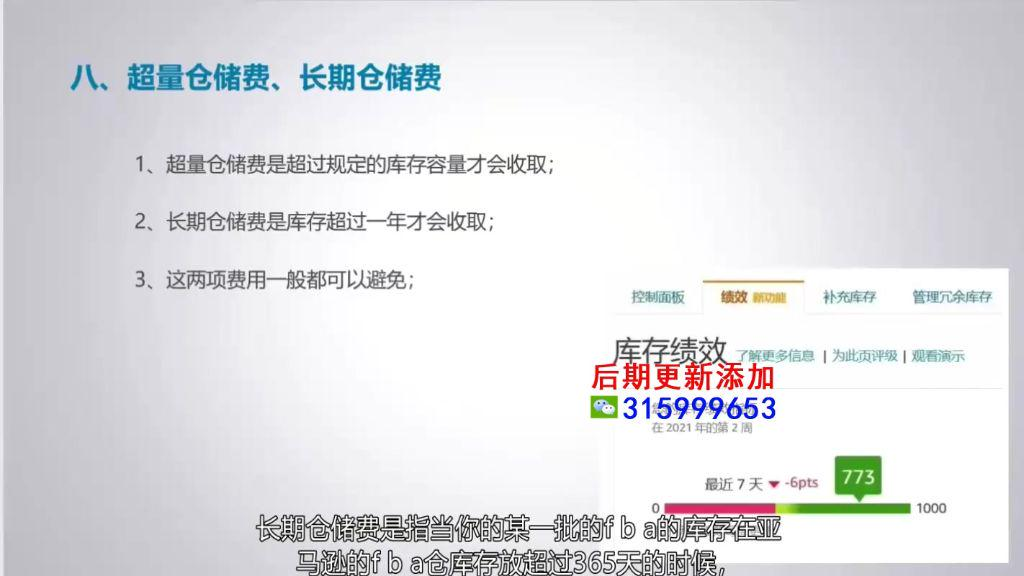 八、超量仓储费、长期仓储费
1、超量仓储费是超过规定的库存容量才会收取；
2、长期仓储费是库存超过一年才会收取；
3、这两项费用一般都可以避免；
控制面板 绩效 新功能 补充库存 管理冗余库存
库存绩效 了解更多信息 | 为此页评级 | 观看演示
后期更新添加
315999653
在 2021 年的第 2 周
最近 7 天 -6pts 773
0 1000
长期仓储费是指当你的某一批的f b a的库存在亚
马逊的f b a仓库存放超过365天的时候，